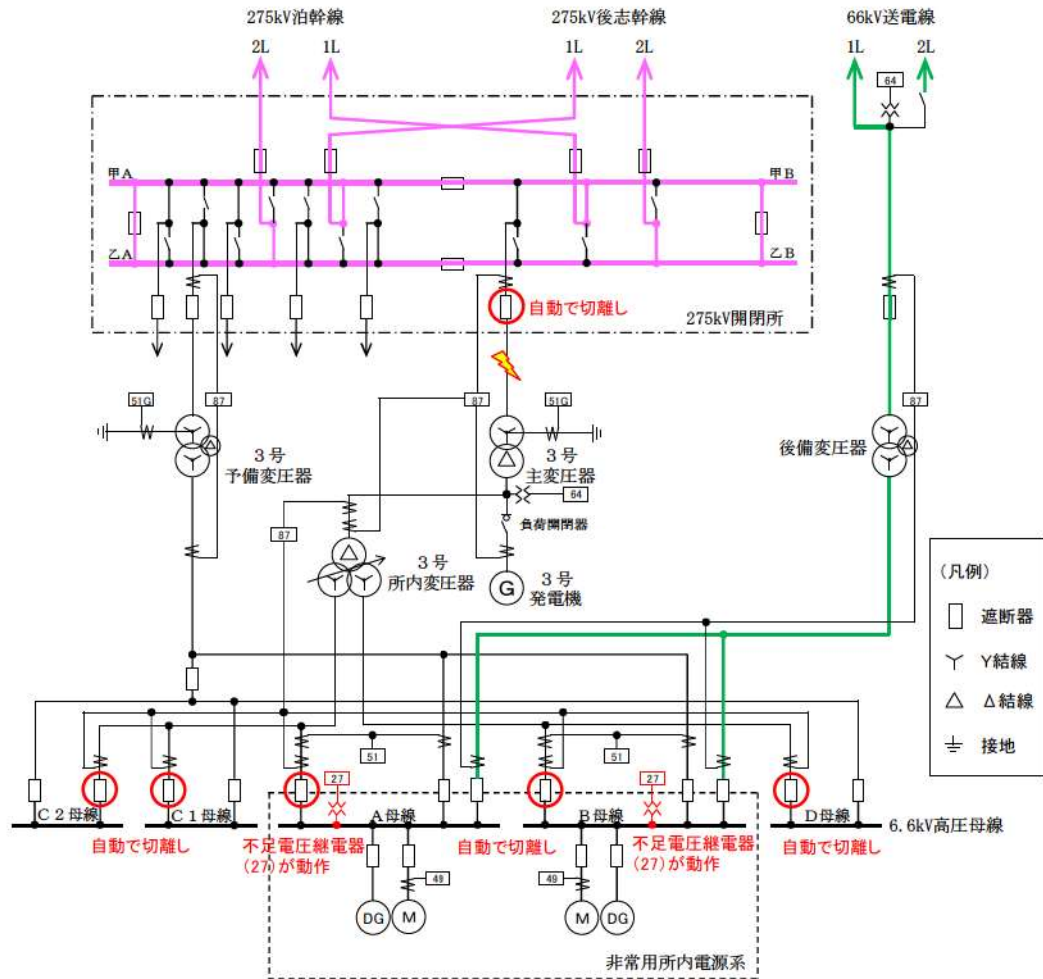 275kV泊幹線
275kV後志幹線
66kV送電線
2L
1L
1L
2L
1L
2L
64
甲A
甲B
乙A
乙B
自動で切離し
275kV開閉所
51G
87
87
51G
87
3号
予備変圧器
3号
主変圧器
後備変圧器
64
87
負荷開閉器
3号
所内変圧器
G
3号
発電機
(凡例)
遮断器
Y結線
Δ結線
接地
51
51
27
27
C2母線
C1母線
A母線
B母線
D母線
6.6kV高圧母線
自動で切離し
不足電圧継電器
(27)が動作
自動で切離し
不足電圧継電器
(27)が動作
自動で切離し
49
49
DG
M
M
DG
非常用所内電源系